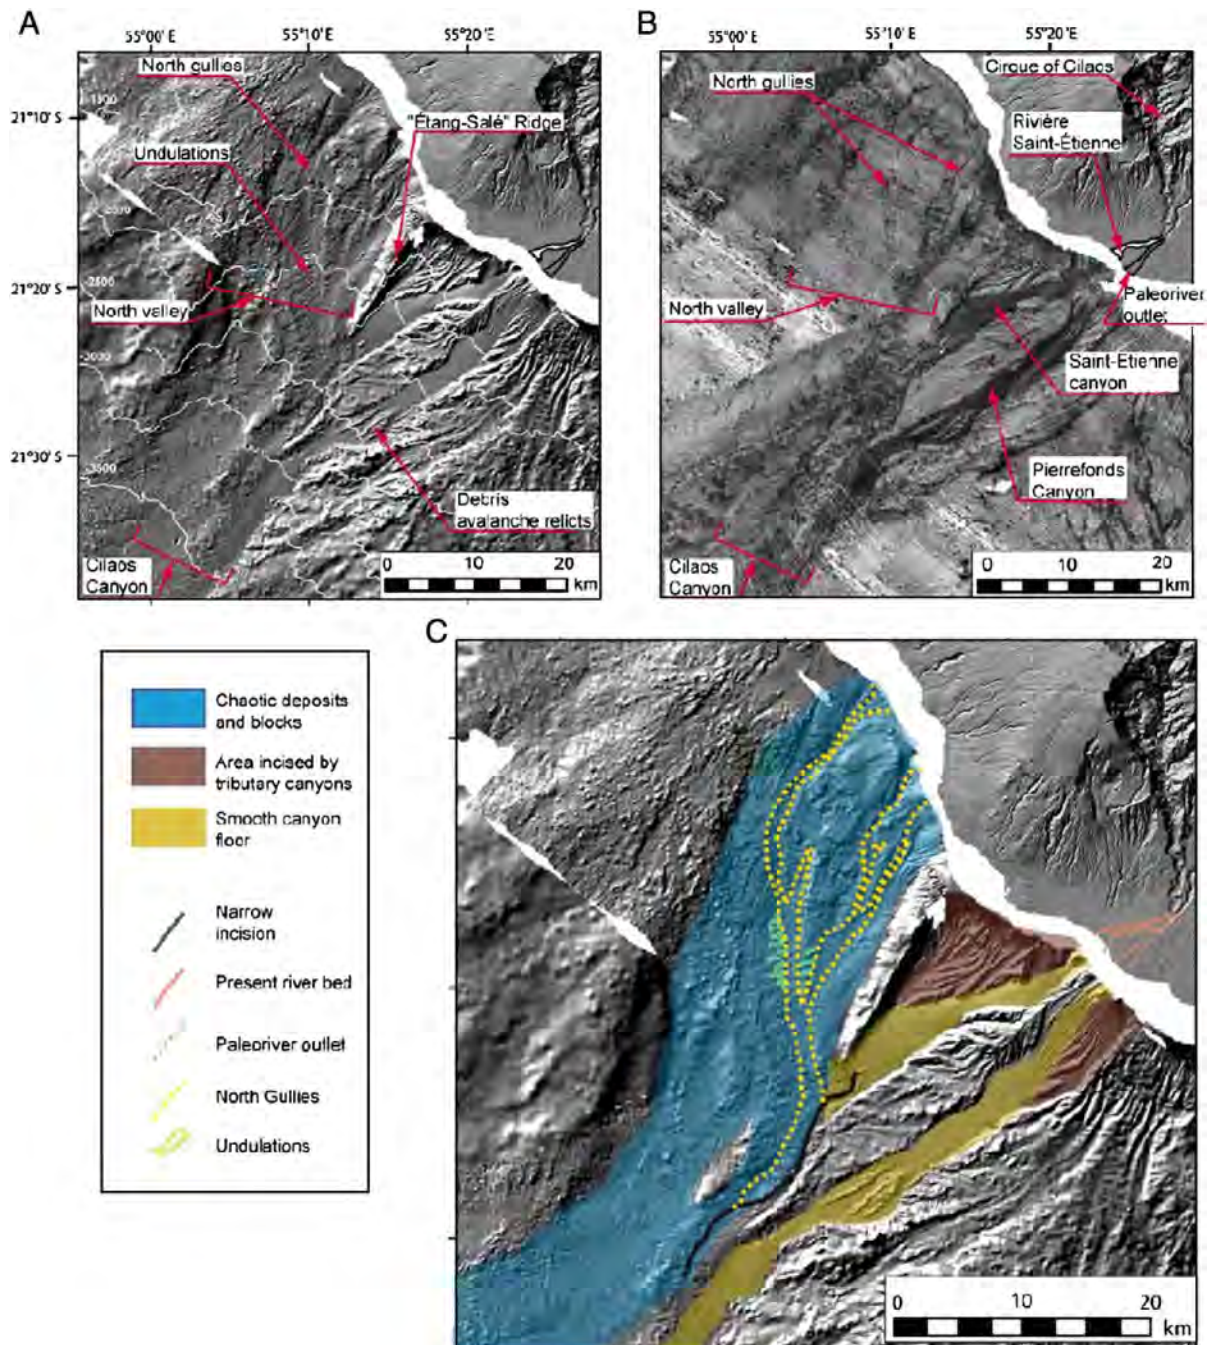 A
55°00' E
55°10' E
55°20' E
North gullies
"Étang-Salé" Ridge
21°10' S
Undulations
2500
21°20' S
North valley
3000
21°30' S
3500
Debris
avalanche relicts
Cilaos
Canyon
0 10 20
km
B
55°00' E
55°10' E
55°20' E
Cirque of Cilaos
North gullies
Rivière
Saint-Étienne
North valley
Paleoriver
outlet
Saint-Etienne
canyon
Pierrefonds
Canyon
Cilaos
Canyon
0 10 20
km
C
Chaotic deposits
and blocks
Area incised by
tributary canyons
Smooth canyon
floor
Narrow
incision
Present river bed
Paleoriver outlet
North Gullies
Undulations
0 10 20
km